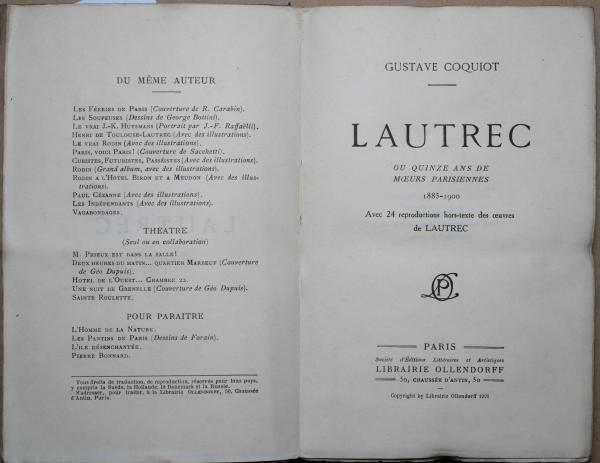 DU MÊME AUTEUR
LES FÉERIES DE PARIS (Couverture de R. Carabin).
LES SOUPEUSES (Dessins de George Bottini).
LE VRAI J.-K. HUYSMANS (Portrait par J.-F. Raffaëlli).
HENRI DE TOULOUSE-LAUTREC (Avec des illustrations).
LE VRAI RODIN (Avec des illustrations).
PARIS, VOICI PARIS! (Couverture de Sacchetti).
CUBISTES, FUTURISTES, PASSÉISTES (Avec des illustrations).
RODIN (Grand album, avec des illustrations).
RODIN A L'HOTEL BIRON ET A MEUDON (Avec des illus-
trations).
PAUL CÉZANNE (Avec des illustrations).
LES INDÉPENDANTS (Avec des illustrations).
VAGABONDAGES.
THÉATRE
(Seul ou en collaboration)
M. PRIEUX EST DANS LA SALLE!
DEUX HEURES DU MATIN... QUARTIER MARBEUF (Couverture
de Géo Dupuis).
HOTEL DE L'OUEST... CHAMBRE 22.
UNE NUIT DE GRENELLE (Couverture de Géo Dupuis).
SAINTE ROULETTE.
POUR PARAITRE
L'HOMME DE LA NATURE.
LES PANTINS DE PARIS (Dessins de Forain).
L'ILE DÉSENCHANTÉE.
PIERRE BONNARD.
Tous droits de traduction, de reproduction, réservés pour tous pays,
y compris la Suède, la Hollande, le Danemark et la Russie.
S'adresser, pour traiter, à la Librairie OLLENDORFF, 50, Chaussée
d'Antin, Paris.
GUSTAVE COQUIOT
LAUTREC
OU QUINZE ANS DE
MŒURS PARISIENNES
1885-1900
Avec 24 reproductions hors-texte des œuvres
de LAUTREC
PARIS
Société d'Éditions Littéraires et Artistiques
LIBRAIRIE OLLENDORFF
50, CHAUSSÉE D'ANTIN, 50
Copyright by Librairie Ollendorff 1921